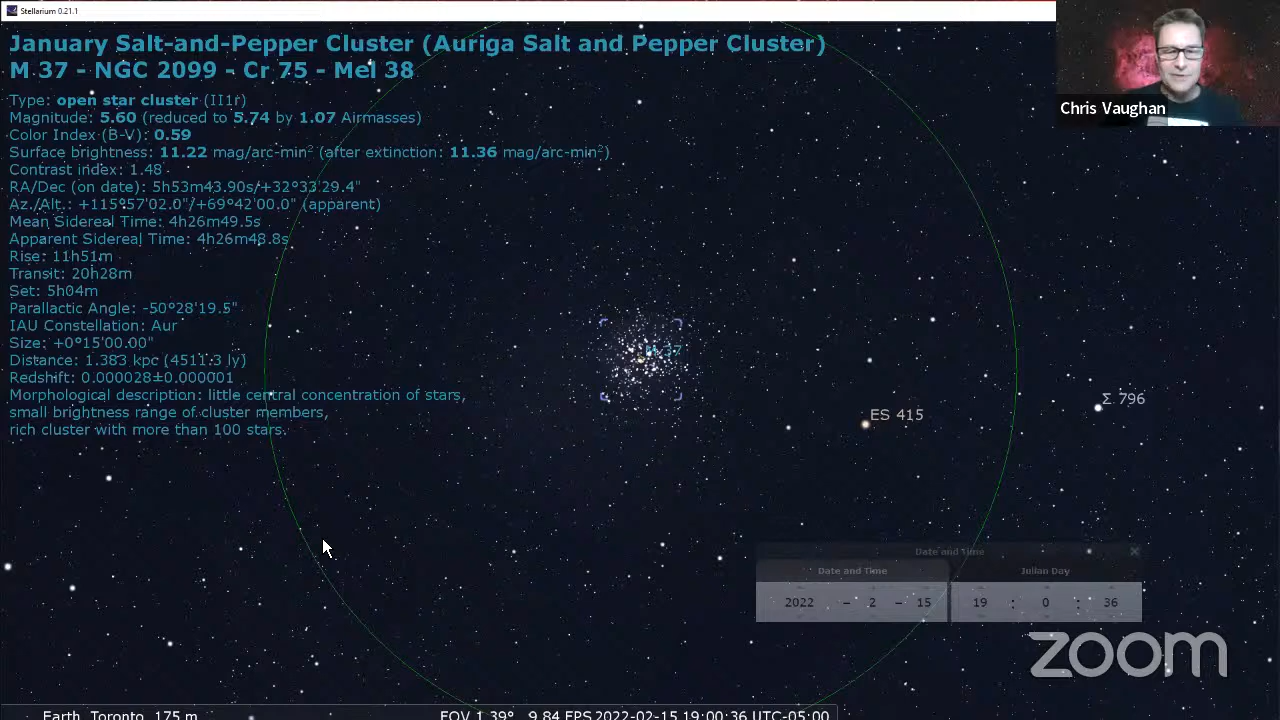 Stellarium 0.21.1
January Salt-and-Pepper Cluster (Auriga Salt and Pepper Cluster)
M 37 - NGC 2099 - Cr 75 - Mel 38
Type: open star cluster (II1r)
Magnitude: 5.60 (reduced to 5.74 by 1.07 Airmasses)
Color Index (B-V): 0.59
Surface brightness: 11.22 mag/arc-min² (after extinction: 11.36 mag/arc-min²)
Contrast index: 1.48
RA/Dec (on date): 5h53m43.90s/+32°33'29.4"
Az./Alt.: +115°57'02.0"/+69°42'00.0" (apparent)
Mean Sidereal Time: 4h26m49.5s
Apparent Sidereal Time: 4h26m48.8s
Rise: 11h51m
Transit: 20h28m
Set: 5h04m
Parallactic Angle: -50°28'19.5"
IAU Constellation: Aur
Size: +0°15'00.00"
Distance: 1.383 kpc (4511.3 ly)
Redshift: 0.000028±0.000001
Morphological description: little central concentration of stars,
small brightness range of cluster members,
rich cluster with more than 100 stars.
Chris Vaughan
M 37
ES 415
Σ 796
Date and Time
Date and Time Julian Day
2022 - 2 - 15 19 : 0 : 36
zoom
Earth, Toronto, 175 m FOV 1.39° 9.84 FPS 2022-02-15 19:00:36 UTC-05:00